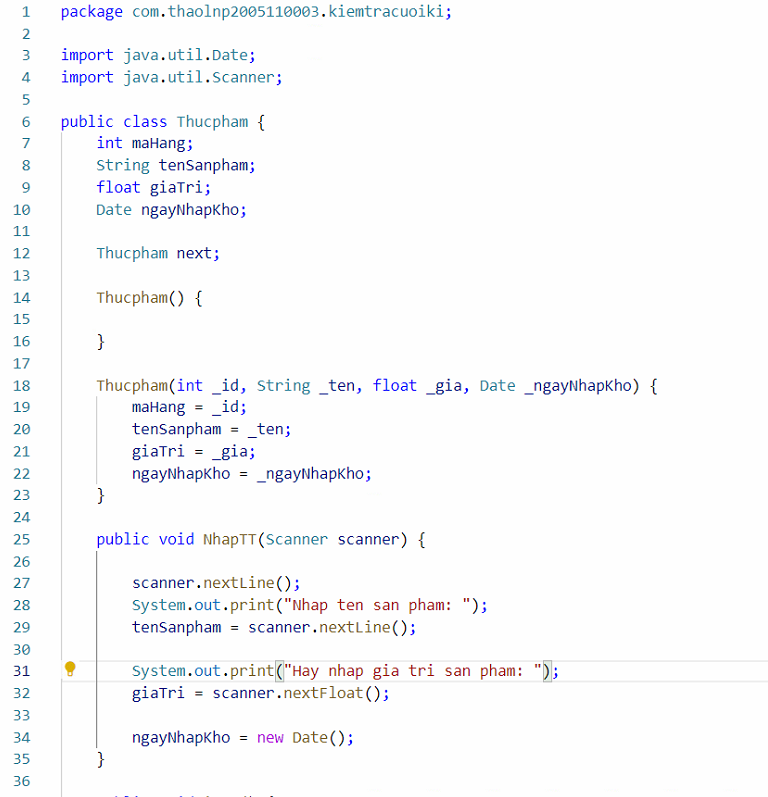 1 package com.thaolnp2005110003.kiemtracuoiki;
2
3 import java.util.Date;
4 import java.util.Scanner;
5
6 public class Thucpham {
7 int maHang;
8 String tenSanpham;
9 float giaTri;
10 Date ngayNhapKho;
11
12 Thucpham next;
13
14 Thucpham() {
15
16 }
17
18 Thucpham(int _id, String _ten, float _gia, Date _ngayNhapKho) {
19 maHang = _id;
20 tenSanpham = _ten;
21 giaTri = _gia;
22 ngayNhapKho = _ngayNhapKho;
23 }
24
25 public void NhapTT(Scanner scanner) {
26
27 scanner.nextLine();
28 System.out.print("Nhap ten san pham: ");
29 tenSanpham = scanner.nextLine();
30
31 System.out.print("Hay nhap gia tri san pham: ");
32 giaTri = scanner.nextFloat();
33
34 ngayNhapKho = new Date();
35 }
36